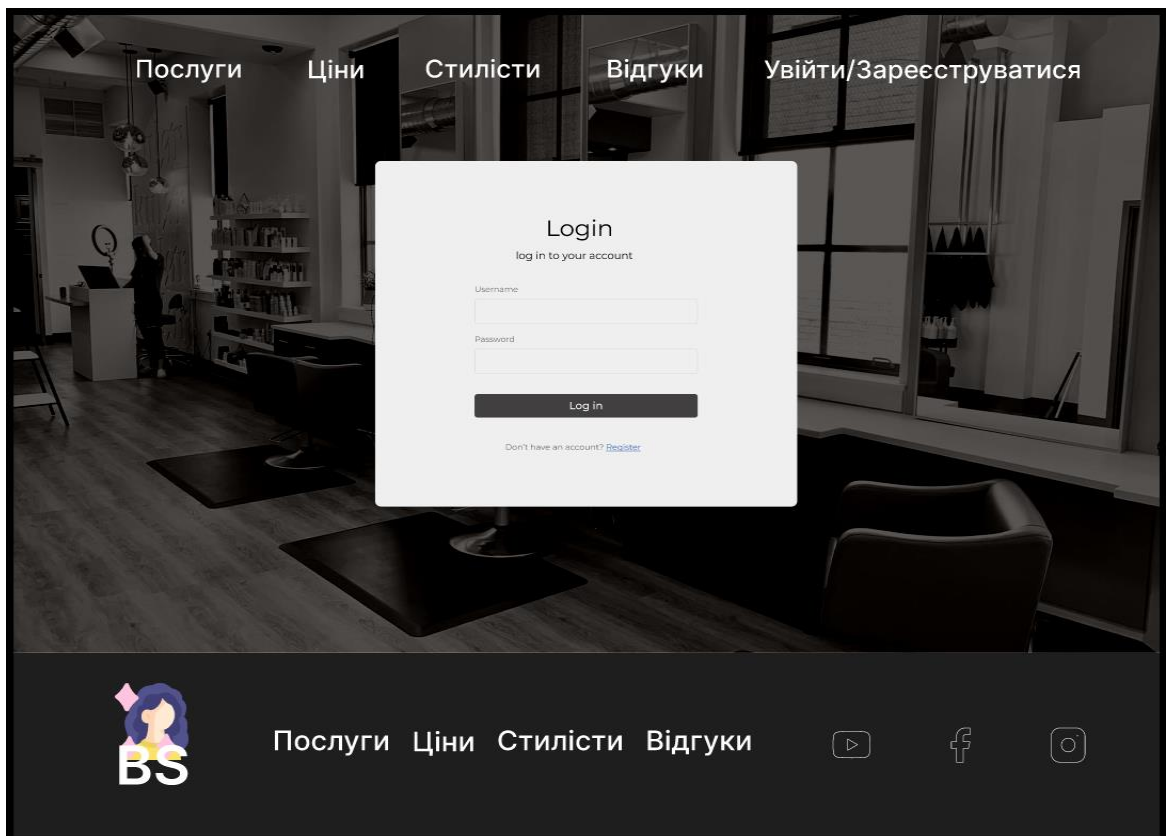 Послуги Ціни Стилісти Відгуки Увійти/Зареєструватися
Login
log in to your account
Username
Password
Log in
Don't have an account? Register
BS
Послуги Ціни Стилісти Відгуки